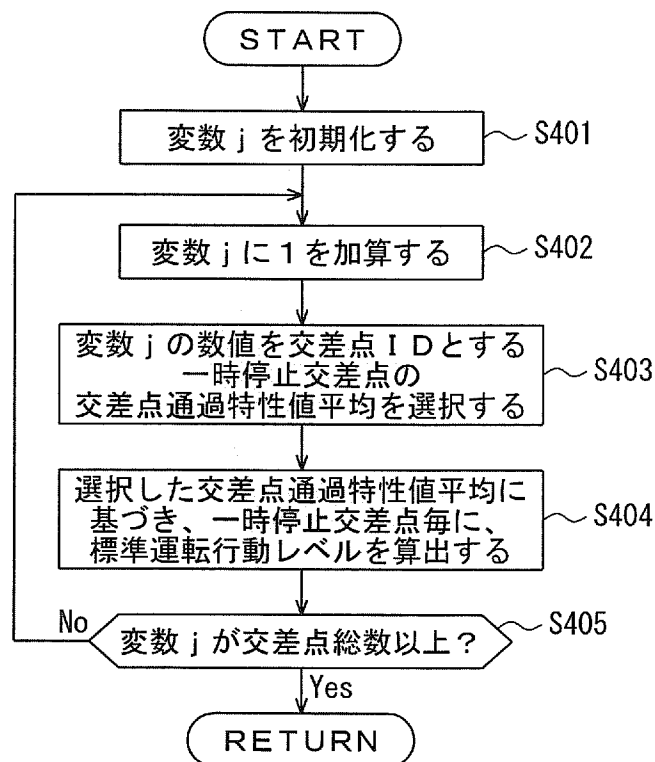 START
変数ｊを初期化する
S401
変数ｊに１を加算する
S402
変数ｊの数値を交差点ＩＤとする
一時停止交差点の
交差点通過特性値平均を選択する
S403
選択した交差点通過特性値平均に
基づき、一時停止交差点毎に、
標準運転行動レベルを算出する
S404
No
変数ｊが交差点総数以上？
S405
Yes
RETURN